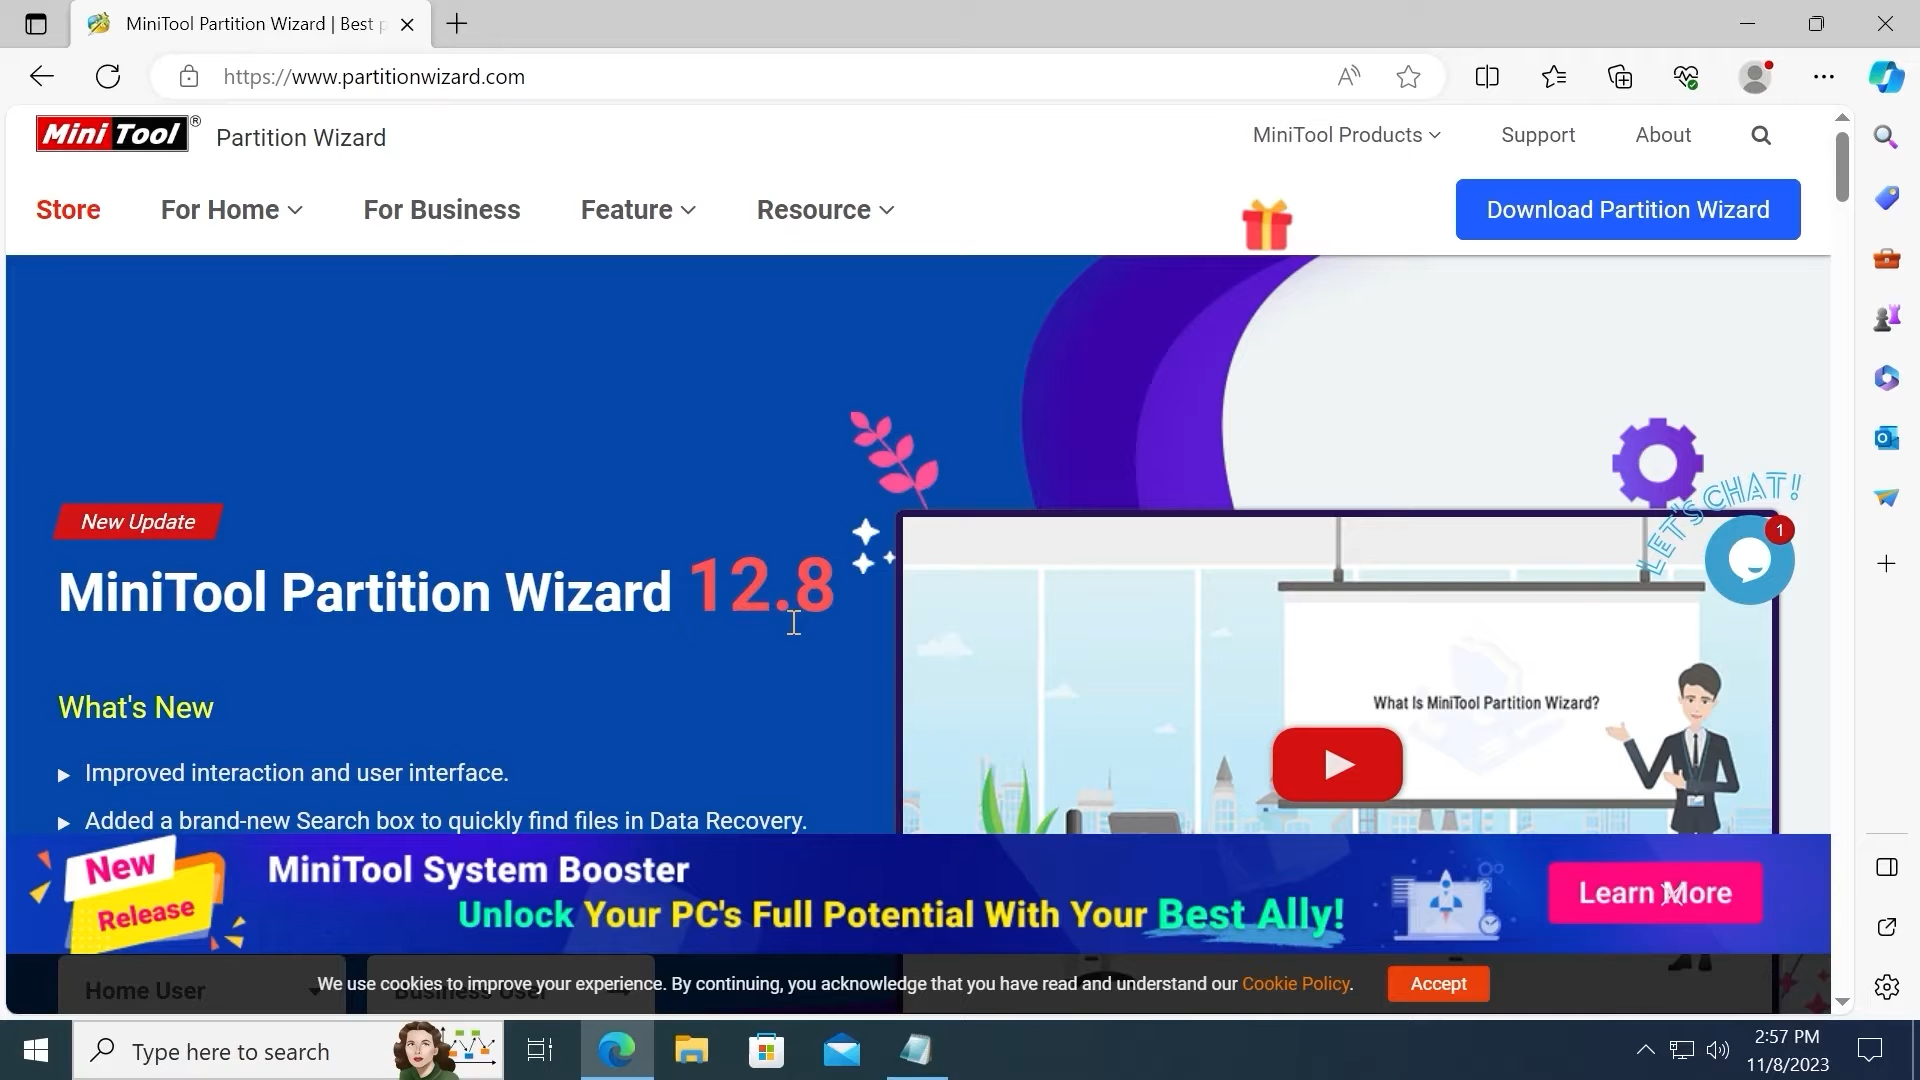 MiniTool Partition Wizard | Best p
https://www.partitionwizard.com
MiniTool® Partition Wizard
MiniTool Products
Support
About
Store
For Home
For Business
Feature
Resource
Download Partition Wizard
New Update
MiniTool Partition Wizard 12.8
LET'S CHAT!
1
What's New
What Is MiniTool Partition Wizard?
Improved interaction and user interface.
Added a brand-new Search box to quickly find files in Data Recovery.
New
Release
MiniTool System Booster
Unlock Your PC's Full Potential With Your Best Ally!
Learn More
Home User
Business User
We use cookies to improve your experience. By continuing, you acknowledge that you have read and understand our Cookie Policy.
Accept
Type here to search
2:57 PM
11/8/2023